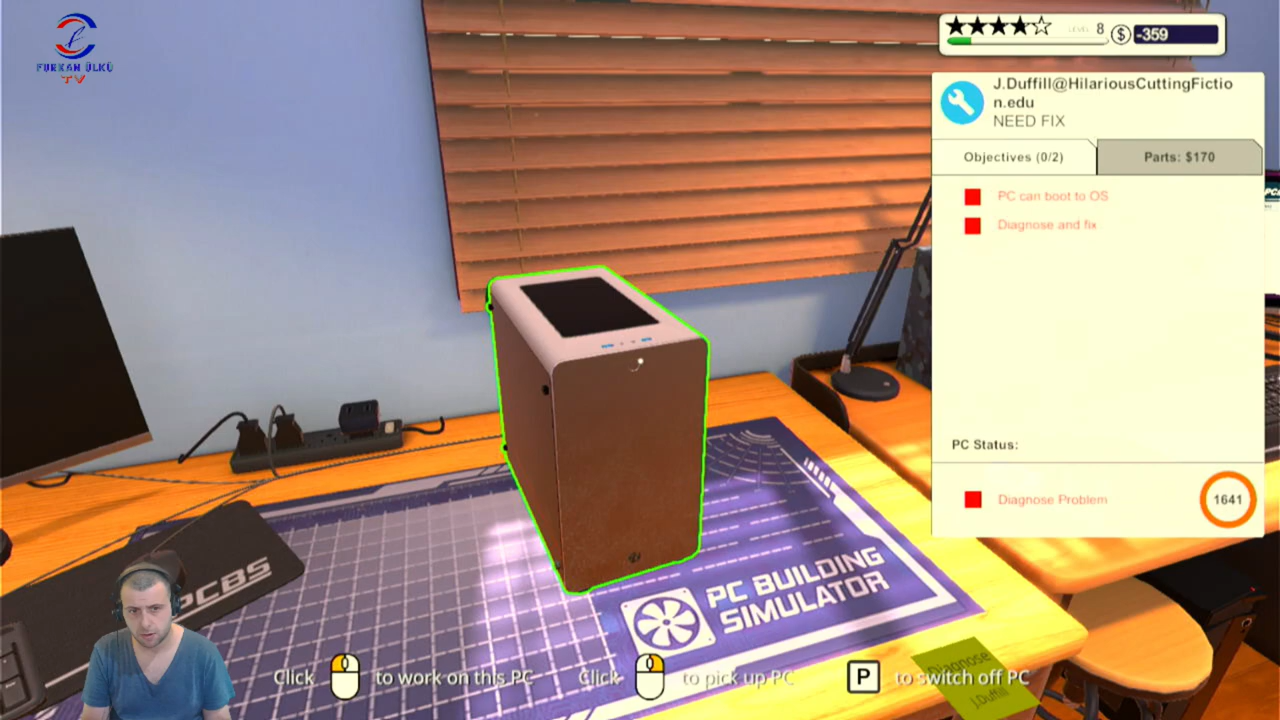 FURKAN ÜLKÜ
TV
LEVEL 8
$ -359
J.Duffill@HilariousCuttingFictio
n.edu
NEED FIX
Objectives (0/2)
Parts: $170
PC can boot to OS
Diagnose and fix
PC Status:
Diagnose Problem
1641
PCBS
PC BUILDING
SIMULATOR
Diagnose
J.Duffill
Click to work on this PC
Click to pick up PC
P to switch off PC